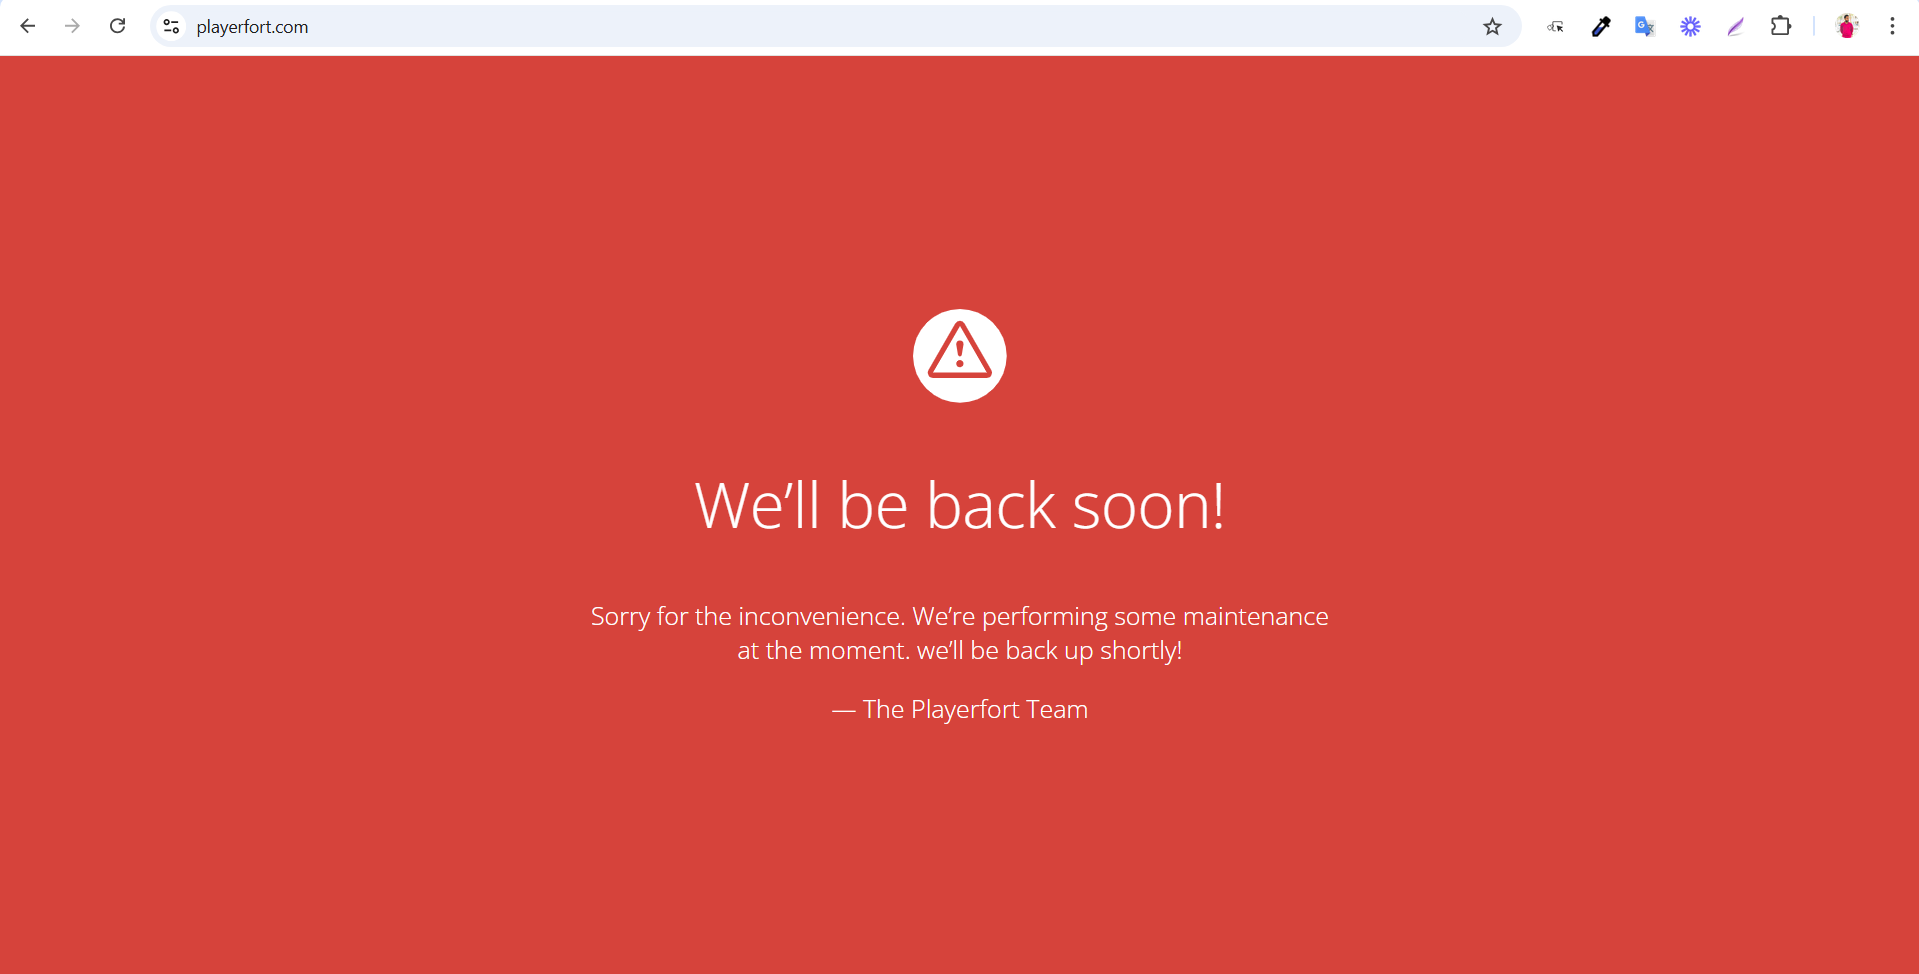 playerfort.com
We’ll be back soon!
Sorry for the inconvenience. We’re performing some maintenance
at the moment. we’ll be back up shortly!
— The Playerfort Team